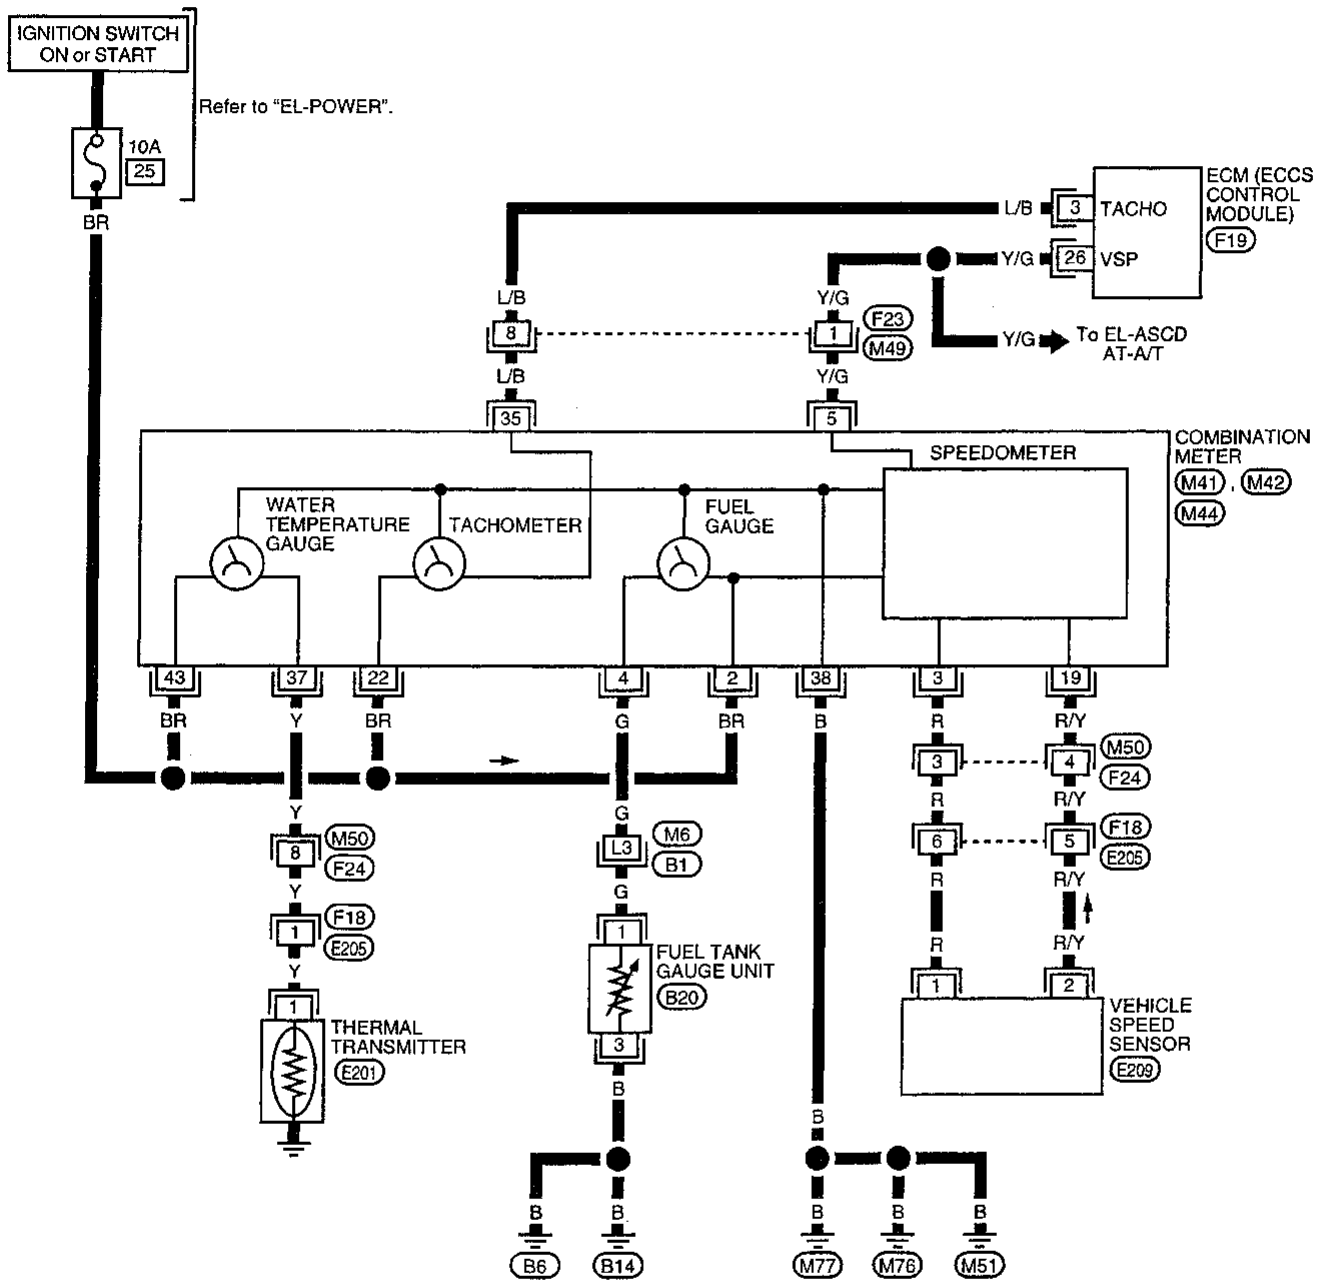 IGNITION SWITCH
ON or START
Refer to "EL-POWER".
10A
25
BR
ECM (ECCS
CONTROL
MODULE)
F19
L/B
3
TACHO
Y/G
26
VSP
Y/G
To EL-ASCD
AT-A/T
L/B
Y/G
8
1
F23
M49
L/B
Y/G
35
5
COMBINATION
METER
M41 , M42
M44
SPEEDOMETER
WATER
TEMPERATURE
GAUGE
TACHOMETER
FUEL
GAUGE
43
37
22
4
2
38
3
19
BR
Y
BR
G
BR
B
R
R/Y
3
4
M50
F24
Y
G
R
R/Y
8
M50
F24
L3
M6
B1
6
5
F18
E205
Y
G
R
R/Y
1
F18
E205
1
Y
R
R/Y
FUEL TANK
GAUGE UNIT
B20
1
1
2
THERMAL
TRANSMITTER
E201
3
VEHICLE
SPEED
SENSOR
E209
B
B
B
B
B
B
B
B6
B14
M77
M76
M51